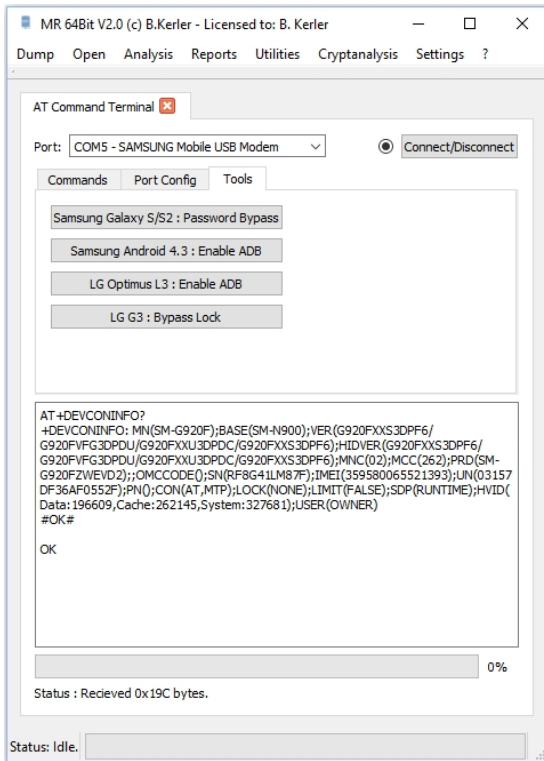 MR 64Bit V2.0 (c) B.Kerler - Licensed to: B. Kerler
Dump Open Analysis Reports Utilities Cryptanalysis Settings ?
AT Command Terminal
Port: COM5 - SAMSUNG Mobile USB Modem Connect/Disconnect
Commands Port Config Tools
Samsung Galaxy S/S2 : Password Bypass
Samsung Android 4.3 : Enable ADB
LG Optimus L3 : Enable ADB
LG G3 : Bypass Lock
AT+DEVCONINFO?
+DEVCONINFO: MN(SM-G920F);BASE(SM-N900);VER(G920FXXS3DPF6/
G920FVFG3DPDU/G920FXXU3DPDC/G920FXXS3DPF6);HIDVER(G920FXXS3DPF6/
G920FVFG3DPDU/G920FXXU3DPDC/G920FXXS3DPF6);MNC(02);MCC(262);PRD(SM-
G920FZWEVD2);;OMCCODE();SN(RF8G41LM87F);IMEI(359580065521393);UN(03157
DF36AF0552F);PN();CON(AT,MTP);LOCK(NONE);LIMIT(FALSE);SDP(RUNTIME);HVID(
Data:196609,Cache:262145,System:327681);USER(OWNER)
#OK#
OK
0%
Status : Recieved 0x19C bytes.
Status: Idle.